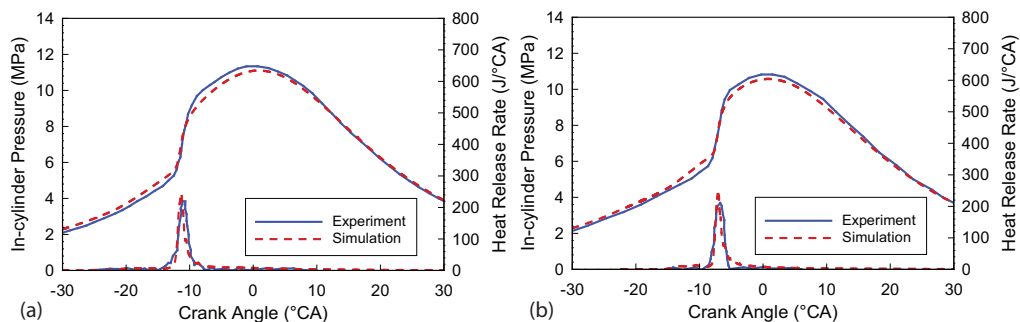 14
12
10
8
6
4
2
0
In-cylinder Pressure (MPa)
800
700
600
500
400
300
200
100
0
Heat Release Rate (J/°CA)
Experiment
Simulation
-30 -20 -10 0 10 20 30
Crank Angle (°CA)
(a)
14
12
10
8
6
4
2
0
In-cylinder Pressure (MPa)
800
700
600
500
400
300
200
100
0
Heat Release Rate (J/°CA)
Experiment
Simulation
-30 -20 -10 0 10 20 30
Crank Angle (°CA)
(b)